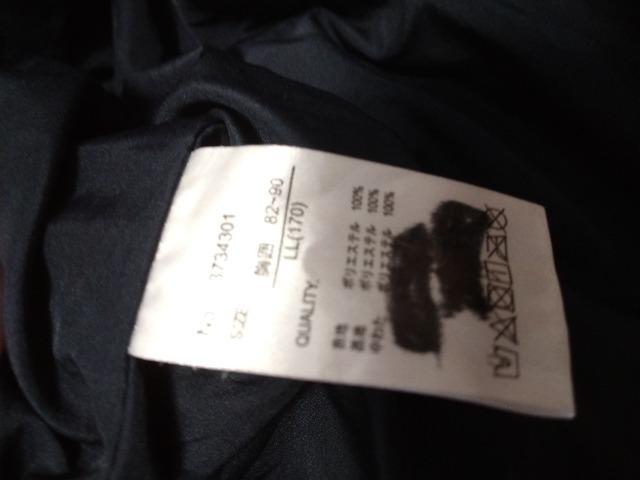 No. 3734301
SIZE 胸囲 82~90
LL(170)
QUALITY.
表地 ポリエステル 100%
裏地 ポリエステル 100%
中わた ポリエステル 100%